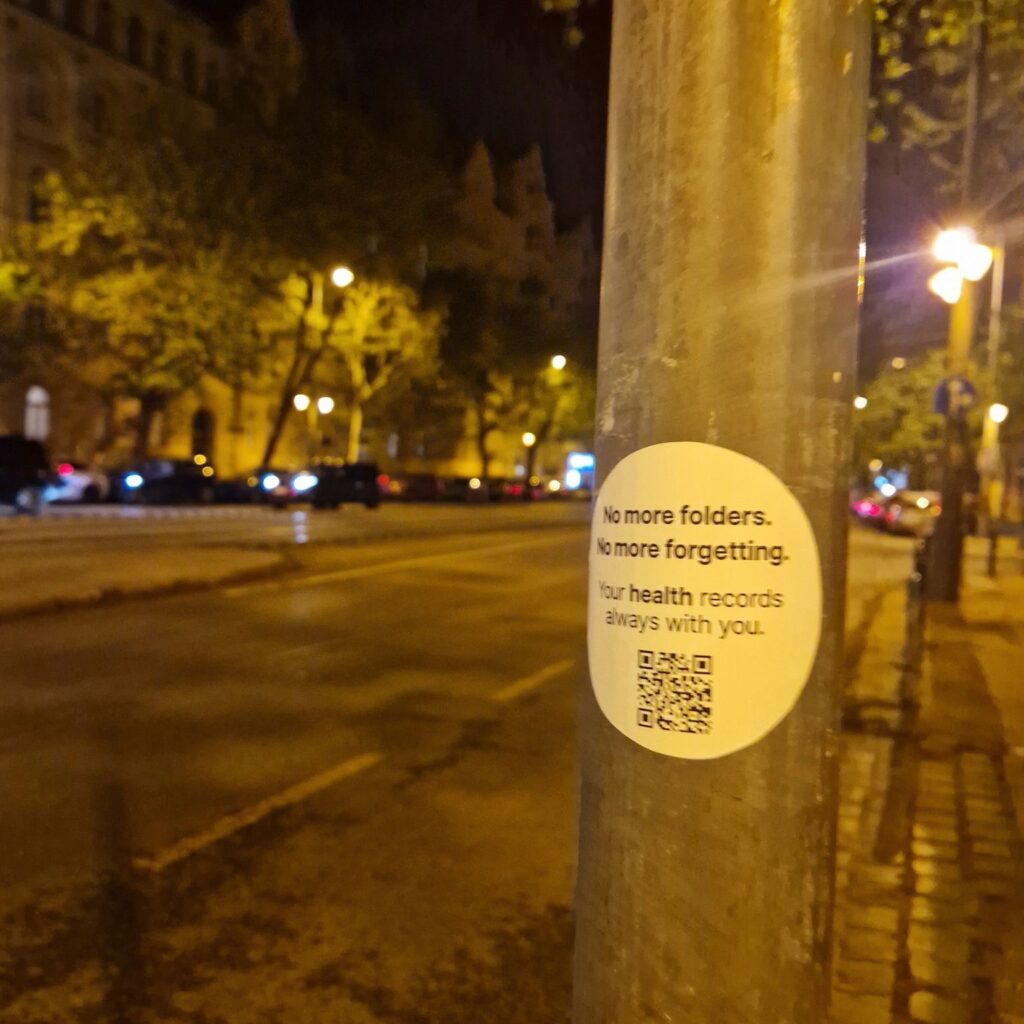 No more folders.
No more forgetting.
Your health records
always with you.